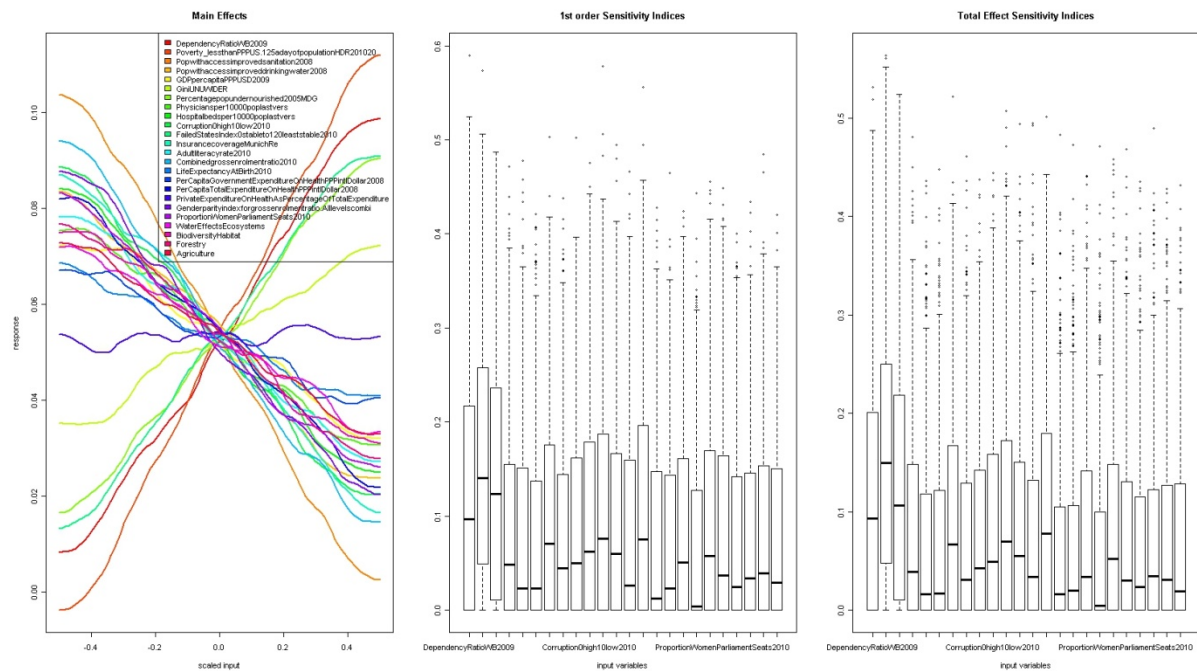 Main Effects
1st order Sensitivity Indices
Total Effect Sensitivity Indices
DependencyRatioWB2009
Poverty_lessthanPPPUS.125adayofpopulationHDR201020
Popwithaccessimprovedsanitation2008
Popwithaccessimproveddrinkingwater2008
GDPpercapitaPPPUSD2009
GiniUNUWIDER
Percentagepopundernourished2005MDG
Physiciansper10000poplastvers
Hospitalbedsper10000poplastvers
Corruption0high10low2010
FailedStatesIndex0stableto120leaststable2010
InsurancecoverageMunichRe
Adultliteracyrate2010
Combinedgrossenrolmentratio2010
LifeExpectancyAtBirth2010
PerCapitaGovernmentExpenditureOnHealthPPPintlDollar2008
PerCapitaTotalExpenditureOnHealthPPPintlDollar2008
PrivateExpenditureOnHealthAsPercentageOfTotalExpenditure
Genderparityindexforgrossenrolmentratio.Alllevelscombi
ProportionWomenParliamentSeats2010
WaterEffectsEcosystems
BiodiversityHabitat
Forestry
Agriculture
response
0.10
0.08
0.06
0.04
0.02
0.00
-0.4
-0.2
0.0
0.2
0.4
scaled input
0.6
0.5
0.4
0.3
0.2
0.1
0.0
DependencyRatioWB2009
Corruption0high10low2010
ProportionWomenParliamentSeats2010
input variables
0.5
0.4
0.3
0.2
0.1
0.0
DependencyRatioWB2009
Corruption0high10low2010
ProportionWomenParliamentSeats2010
input variables